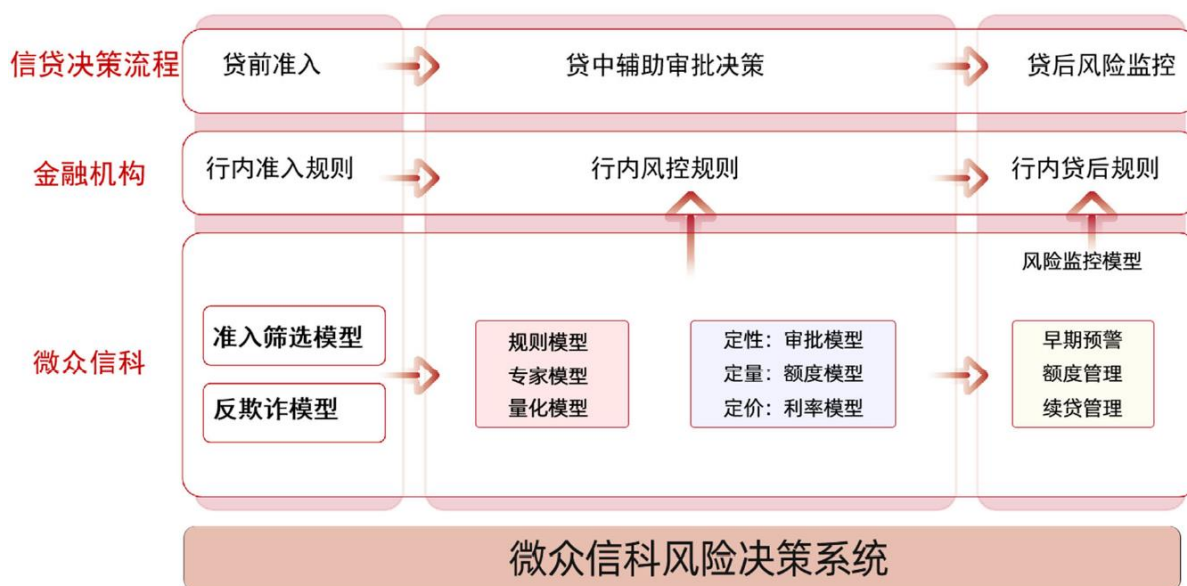 信贷决策流程
贷前准入
贷中辅助审批决策
贷后风险监控
金融机构
行内准入规则
行内风控规则
行内贷后规则
微众信科
风险监控模型
准入筛选模型
反欺诈模型
规则模型
专家模型
量化模型
定性：审批模型
定量：额度模型
定价：利率模型
早期预警
额度管理
续贷管理
微众信科风险决策系统